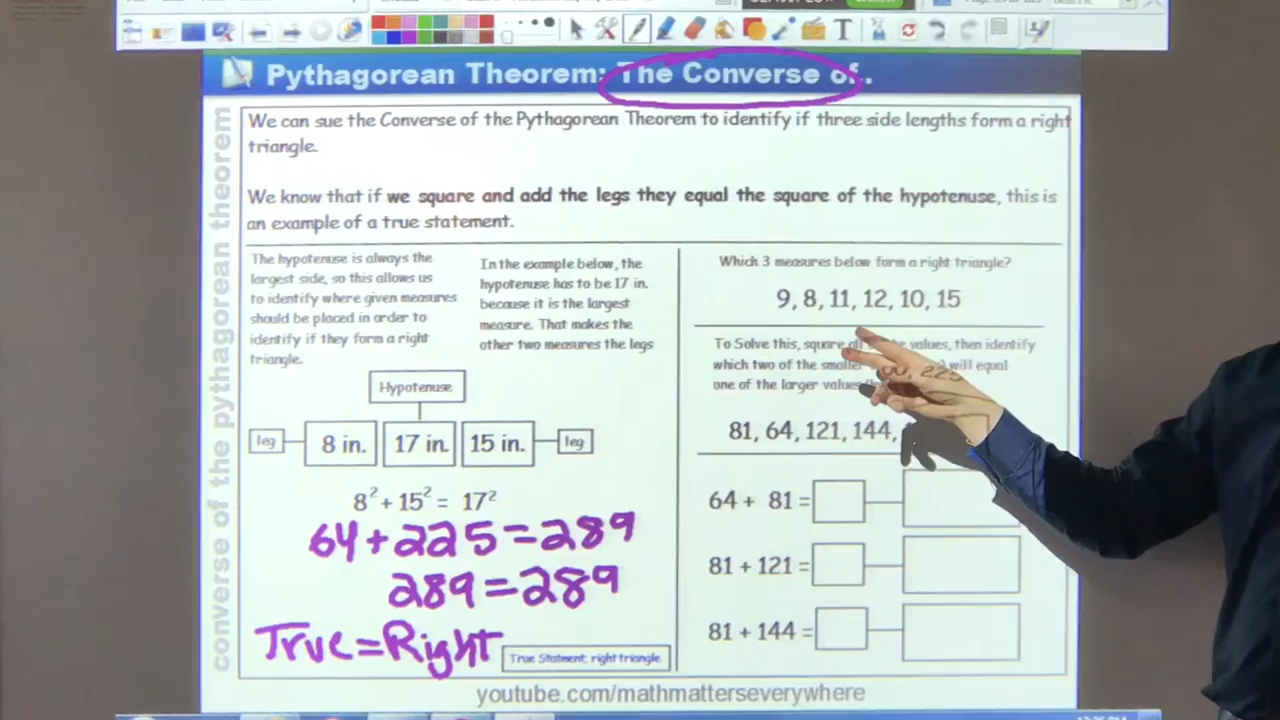 Pythagorean Theorem: The Converse of..
converse of the pythagorean theorem
We can sue the Converse of the Pythagorean Theorem to identify if three side lengths form a right
triangle.
We know that if we square and add the legs they equal the square of the hypotenuse, this is
an example of a true statement.
The hypotenuse is always the
largest side, so this allows us
to identify where given measures
should be placed in order to
identify if they form a right
triangle.
In the example below, the
hypotenuse has to be 17 in.
because it is the largest
measure. That makes the
other two measures the legs
Hypotenuse
leg 8 in. 17 in. 15 in. leg
8² + 15² = 17²
64+225=289
289=289
True=Right
True Statment, right triangle
Which 3 measures below form a right triangle?
9, 8, 11, 12, 10, 15
To Solve this, square values, then identify
which two of the smaller will equal
one of the larger values
81, 64, 121, 144, 225
64 + 81 =
81 + 121 =
81 + 144 =
youtube.com/mathmatterseverywhere